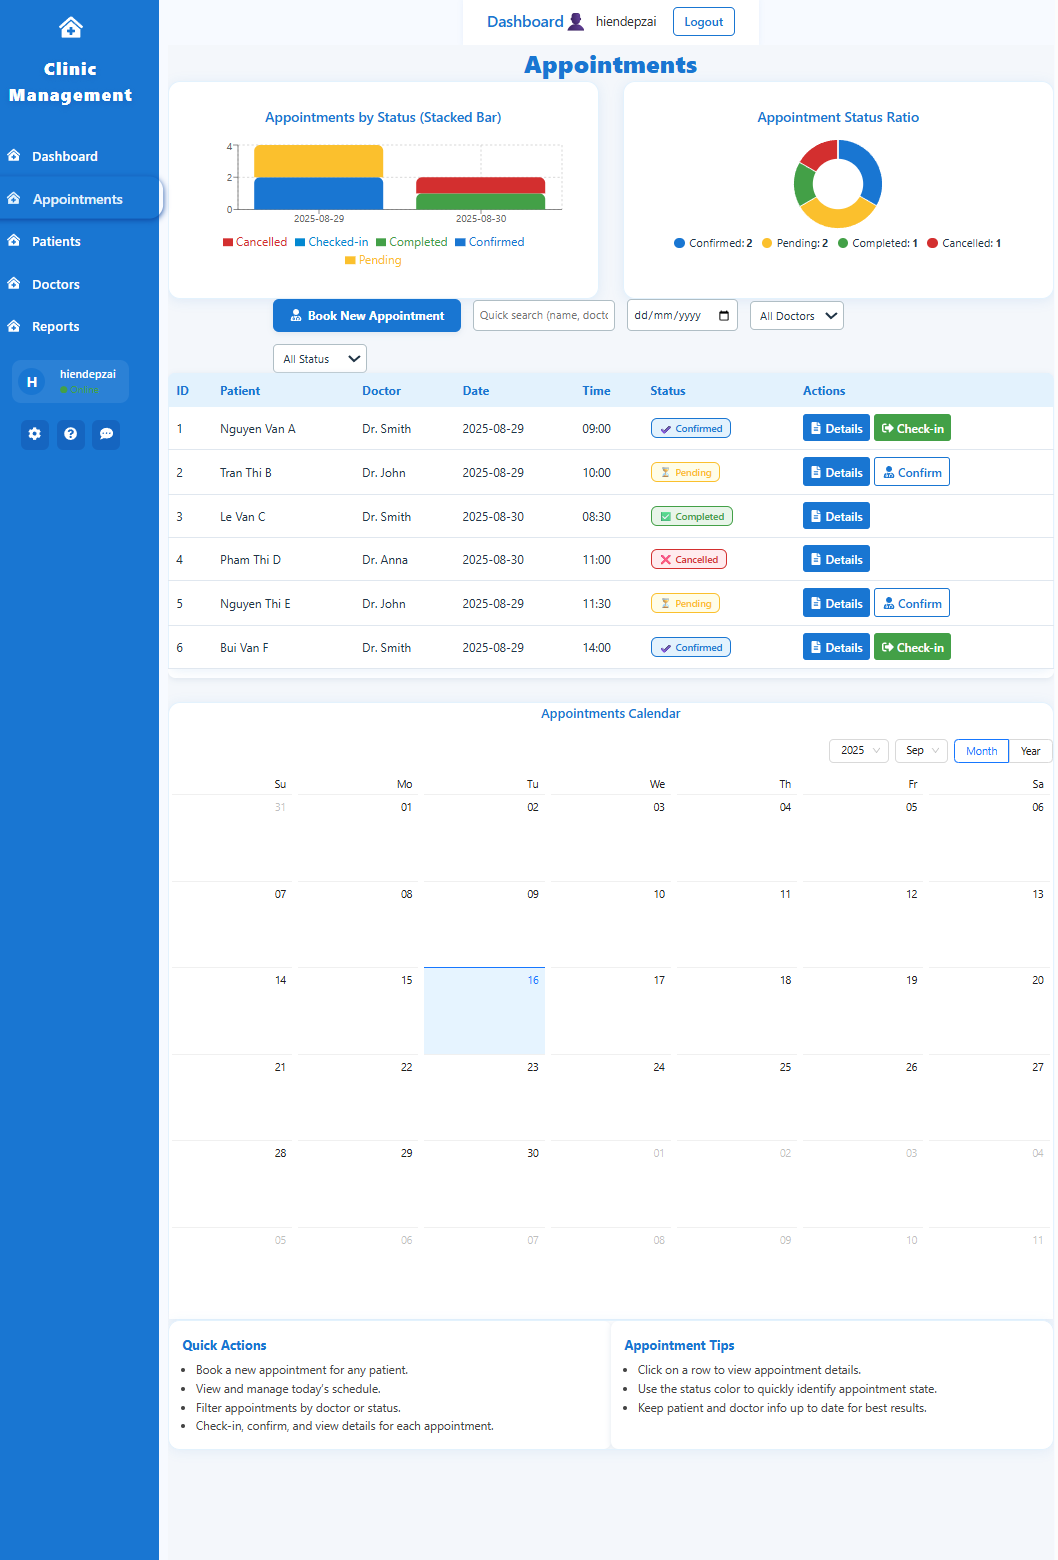 Clinic
Management
Dashboard
Appointments
Patients
Doctors
Reports
H
hiendepzai
Online
Dashboard hiendepzai Logout
Appointments
Appointments by Status (Stacked Bar)
4
2
0
2025-08-29 2025-08-30
Cancelled Checked-in Completed Confirmed
Pending
Appointment Status Ratio
Confirmed: 2 Pending: 2 Completed: 1 Cancelled: 1
Book New Appointment Quick search (name, docto dd/mm/yyyy All Doctors
All Status
ID Patient Doctor Date Time Status Actions
1 Nguyen Van A Dr. Smith 2025-08-29 09:00 Confirmed Details Check-in
2 Tran Thi B Dr. John 2025-08-29 10:00 Pending Details Confirm
3 Le Van C Dr. Smith 2025-08-30 08:30 Completed Details
4 Pham Thi D Dr. Anna 2025-08-30 11:00 Cancelled Details
5 Nguyen Thi E Dr. John 2025-08-29 11:30 Pending Details Confirm
6 Bui Van F Dr. Smith 2025-08-29 14:00 Confirmed Details Check-in
Appointments Calendar
2025 Sep Month Year
Su Mo Tu We Th Fr Sa
31 01 02 03 04 05 06
07 08 09 10 11 12 13
14 15 16 17 18 19 20
21 22 23 24 25 26 27
28 29 30 01 02 03 04
05 06 07 08 09 10 11
Quick Actions
• Book a new appointment for any patient.
• View and manage today's schedule.
• Filter appointments by doctor or status.
• Check-in, confirm, and view details for each appointment.
Appointment Tips
• Click on a row to view appointment details.
• Use the status color to quickly identify appointment state.
• Keep patient and doctor info up to date for best results.